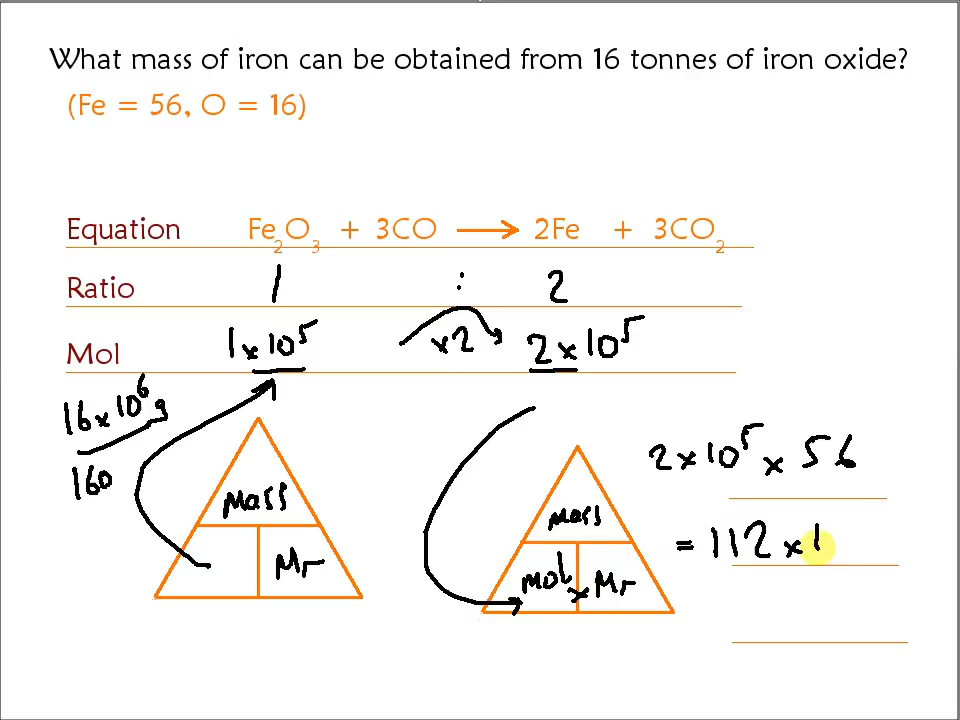 What mass of iron can be obtained from 16 tonnes of iron oxide?
(Fe = 56, O = 16)
Equation Fe₂O₃ + 3CO → 2Fe + 3CO₂
Ratio 1 : 2
Mol 1 x 10⁵ x2 2 x 10⁵
16 x 10⁶ g
160
Mass
Mr
Mass
Mol x Mr
2 x 10⁵ x 56
= 112 x 1